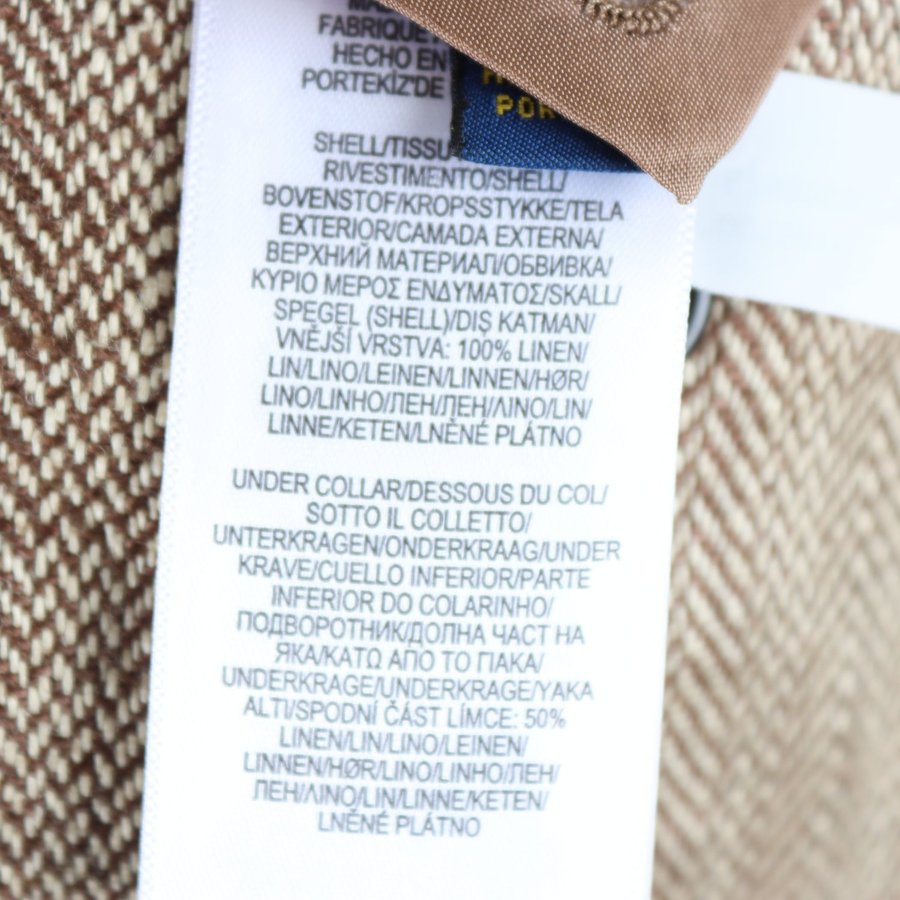 FABRIQUE
HECHO EN
PORTEKİZ'DE
POR
SHELL/TISSU
RIVESTIMENTO/SHELL/
BOVENSTOF/KROPSSTYKKE/TELA
EXTERIOR/CAMADA EXTERNA/
ВЕРХНИЙ МАТЕРИАЛ/ОБВИВКА/
ΚΥΡΙΟ ΜΕΡΟΣ ΕΝΔΥΜΑΤΟΣ/SKALL/
SPEGEL (SHELL)/DIŞ KATMAN/
VNĚJŠÍ VRSTVA: 100% LINEN/
LIN/LINO/LEINEN/LINNEN/HØR/
LINO/LINHO/ЛЕН/ЛЕН/ΛΙΝΟ/LIN/
LINNE/KETEN/LNĚNÉ PLÁTNO
UNDER COLLAR/DESSOUS DU COL/
SOTTO IL COLLETTO/
UNTERKRAGEN/ONDERKRAAG/UNDER
KRAVE/CUELLO INFERIOR/PARTE
INFERIOR DO COLARINHO/
ПОДВОРОТНИК/ДОЛНА ЧАСТ НА
ЯКА/ΚΑΤΩ ΑΠΟ ΤΟ ΓΙΑΚΑ/
UNDERKRAGE/UNDERKRAGE/YAKA
ALTI/SPODNÍ ČÁST LÍMCE: 50%
LINEN/LIN/LINO/LEINEN/
LINNEN/HØR/LINO/LINHO/ЛЕН/
ЛЕН/ΛΙΝΟ/LIN/LINNE/KETEN/
LNĚNÉ PLÁTNO